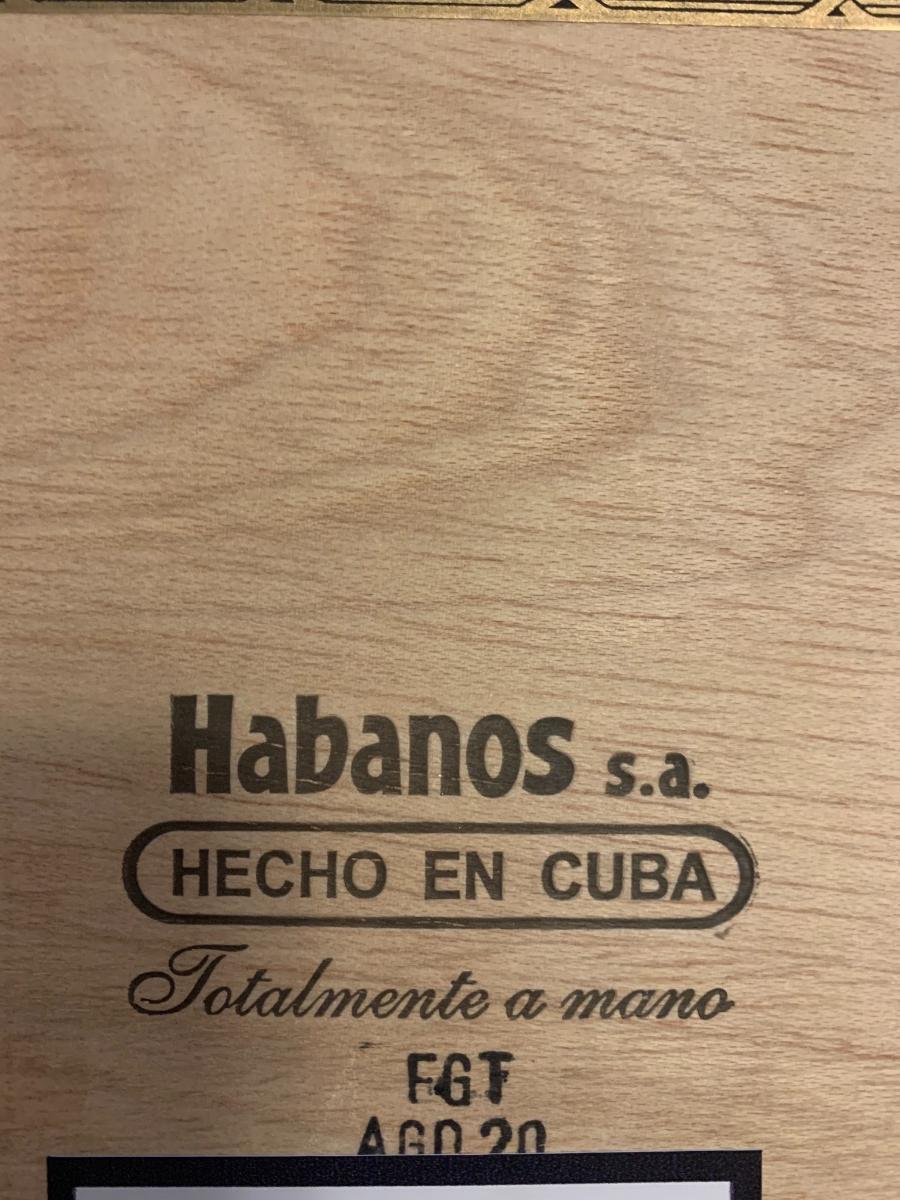 Habanos s.a.
HECHO EN CUBA
Totalmente a mano
FGT
AGO 20